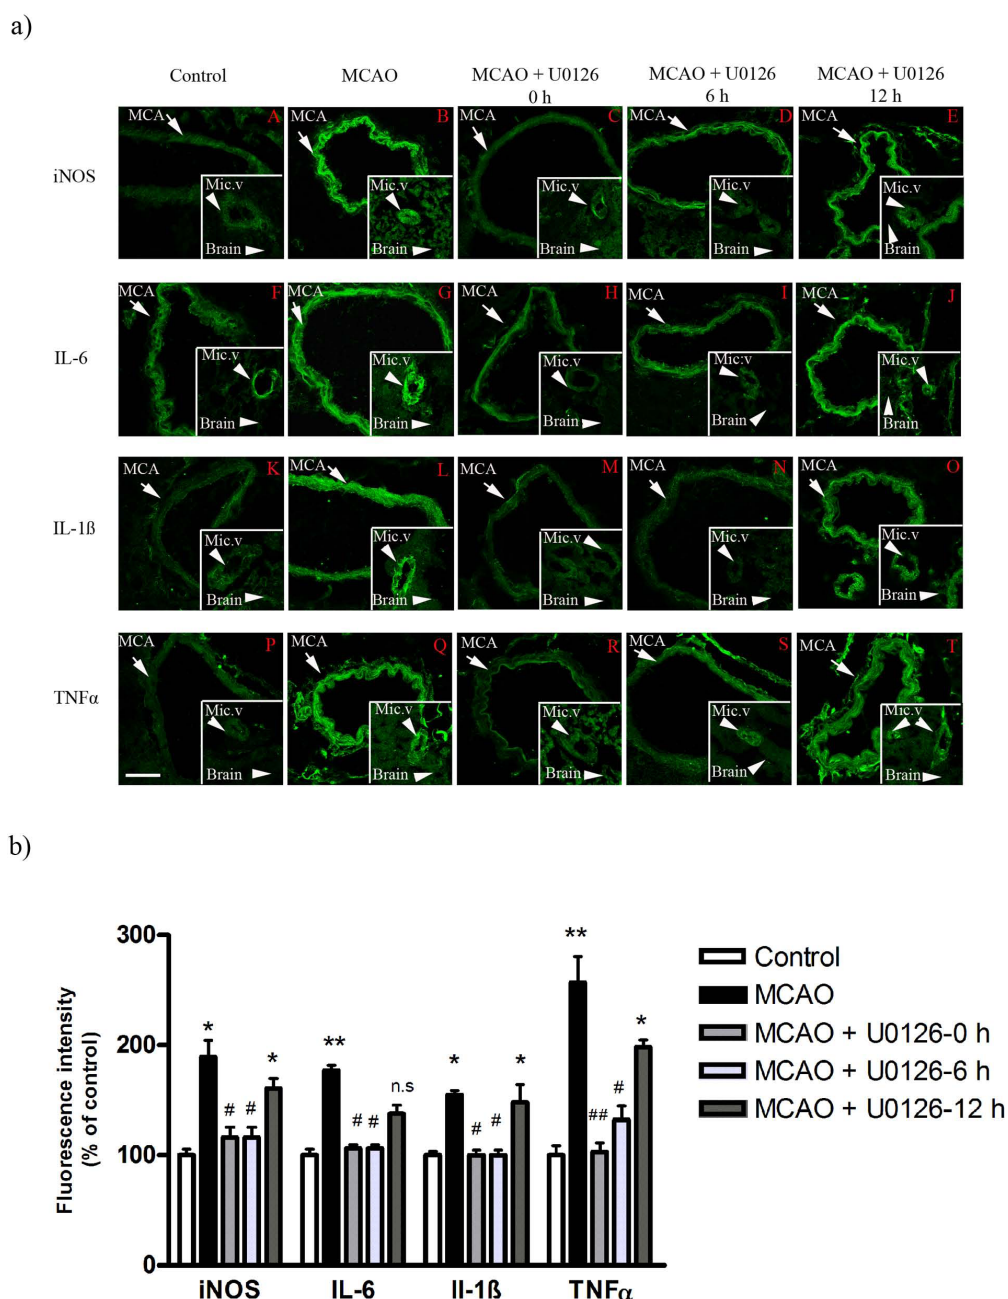 a)
Control MCAO MCAO + U0126 MCAO + U0126 MCAO + U0126
0 h 6 h 12 h
iNOS
MCA A MCA B MCA C MCA D MCA E
Mic.v Mic.v Mic.v Mic.v Mic.v
Brain Brain Brain Brain Brain
IL-6
MCA F MCA G MCA H MCA I MCA J
Mic.v Mic.v Mic.v Mic.v Mic.v
Brain Brain Brain Brain Brain
IL-1ß
MCA K MCA L MCA M MCA N MCA O
Mic.v Mic.v Mic.v Mic.v Mic.v
Brain Brain Brain Brain Brain
TNFα
MCA P MCA Q MCA R MCA S MCA T
Mic.v Mic.v Mic.v Mic.v Mic.v
Brain Brain Brain Brain Brain
b)
Fluorescence intensity
(% of control)
300
200
100
0
* # # *
** # # n.s
* # # *
** ## # *
iNOS IL-6 Il-1ß TNFα
Control
MCAO
MCAO + U0126-0 h
MCAO + U0126-6 h
MCAO + U0126-12 h